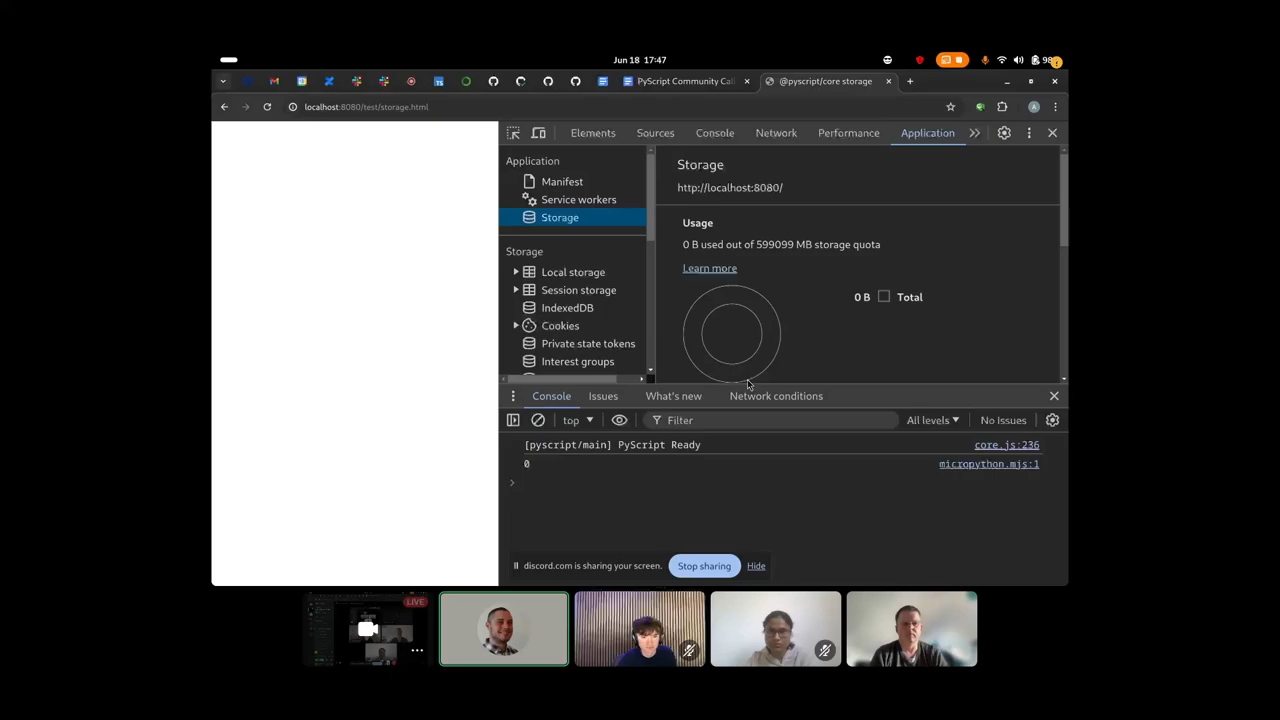 Jun 18 17:47
98
PyScript Community Cal
@pyscript/core storage
localhost:8080/test/storage.html
A
Elements
Sources
Console
Network
Performance
Application
Application
Manifest
Service workers
Storage
Storage
Local storage
Session storage
IndexedDB
Cookies
Private state tokens
Interest groups
Storage
http://localhost:8080/
Usage
0 B used out of 599099 MB storage quota
Learn more
0 B Total
Console
Issues
What's new
Network conditions
top
Filter
All levels
No Issues
[pyscript/main] PyScript Ready core.js:236
0 micropython.mjs:1
discord.com is sharing your screen.
Stop sharing
Hide
LIVE